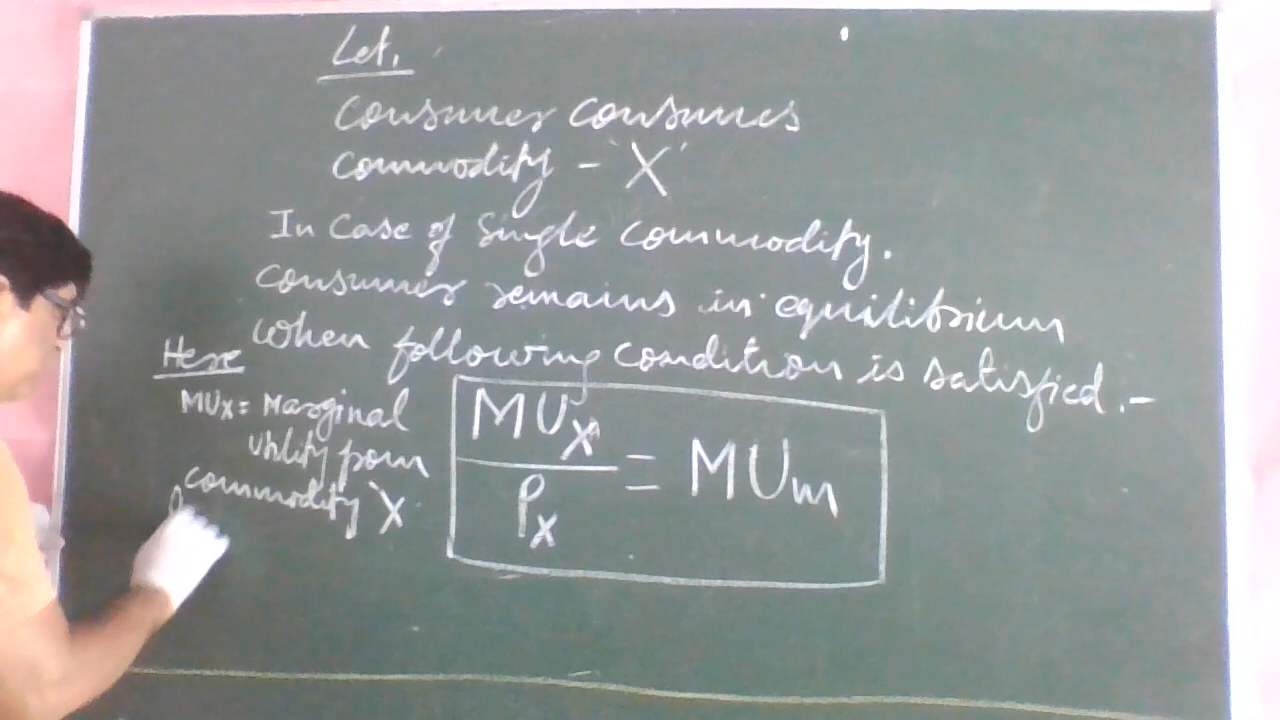 Let,
Consumer consumes
commodity - 'X'
In Case of Single commodity.
consumer remains in equilibrium
when following condition is satisfied.-
Here
MUx = Marginal
utility from
commodity 'X'
MUx
Px
= MUm